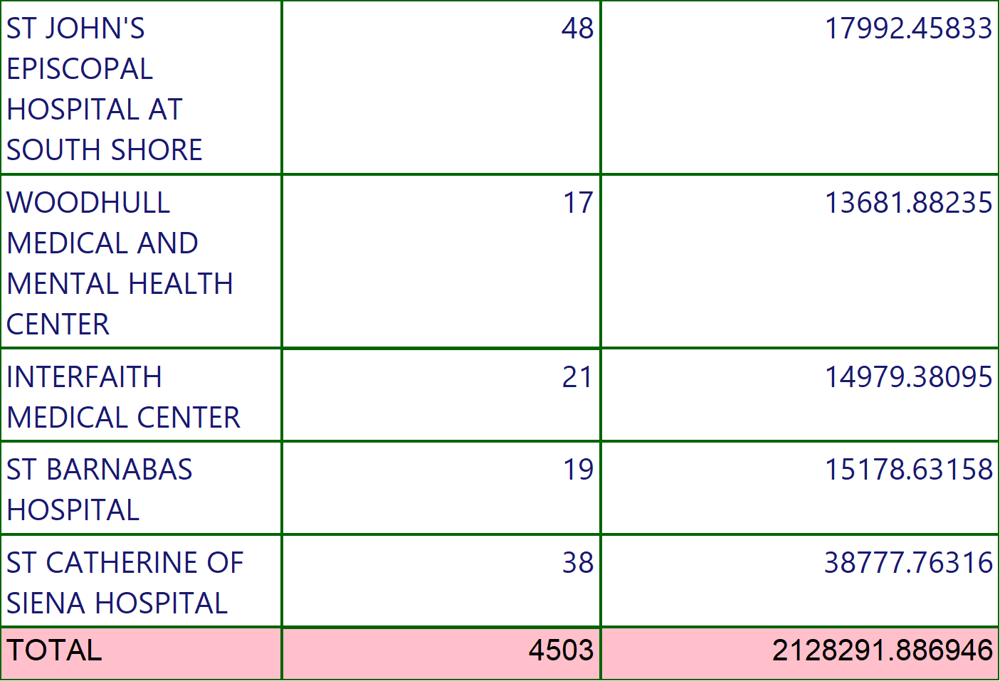 ST JOHN'S 48 17992.45833
EPISCOPAL
HOSPITAL AT
SOUTH SHORE
WOODHULL 17 13681.88235
MEDICAL AND
MENTAL HEALTH
CENTER
INTERFAITH 21 14979.38095
MEDICAL CENTER
ST BARNABAS 19 15178.63158
HOSPITAL
ST CATHERINE OF 38 38777.76316
SIENA HOSPITAL
TOTAL 4503 2128291.886946